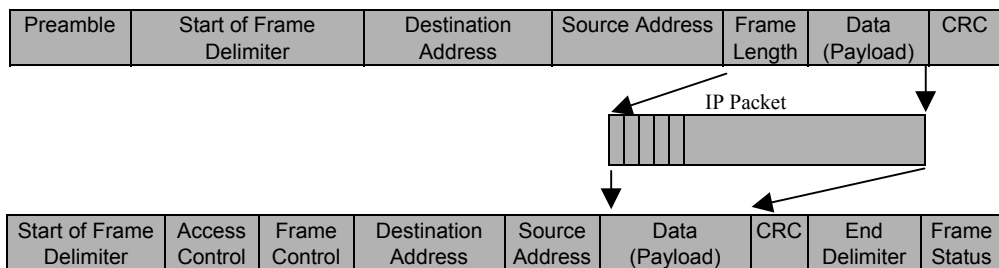 Preamble Start of Frame Delimiter Destination Address Source Address Frame Length Data (Payload) CRC
IP Packet
Start of Frame Delimiter Access Control Frame Control Destination Address Source Address Data (Payload) CRC End Delimiter Frame Status